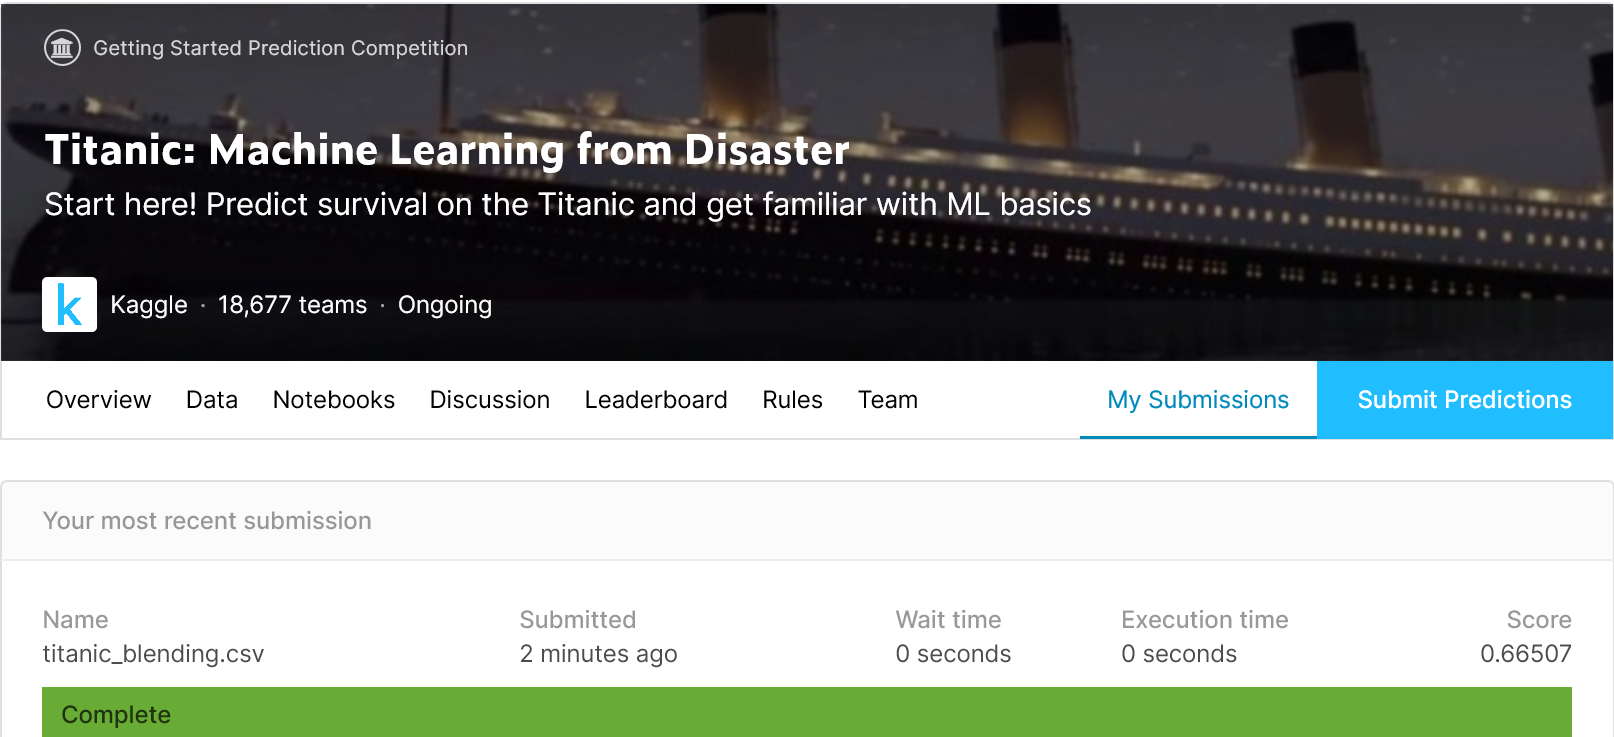 Getting Started Prediction Competition
Titanic: Machine Learning from Disaster
Start here! Predict survival on the Titanic and get familiar with ML basics
k Kaggle · 18,677 teams · Ongoing
Overview Data Notebooks Discussion Leaderboard Rules Team My Submissions Submit Predictions
Your most recent submission
Name Submitted Wait time Execution time Score
titanic_blending.csv 2 minutes ago 0 seconds 0 seconds 0.66507
Complete